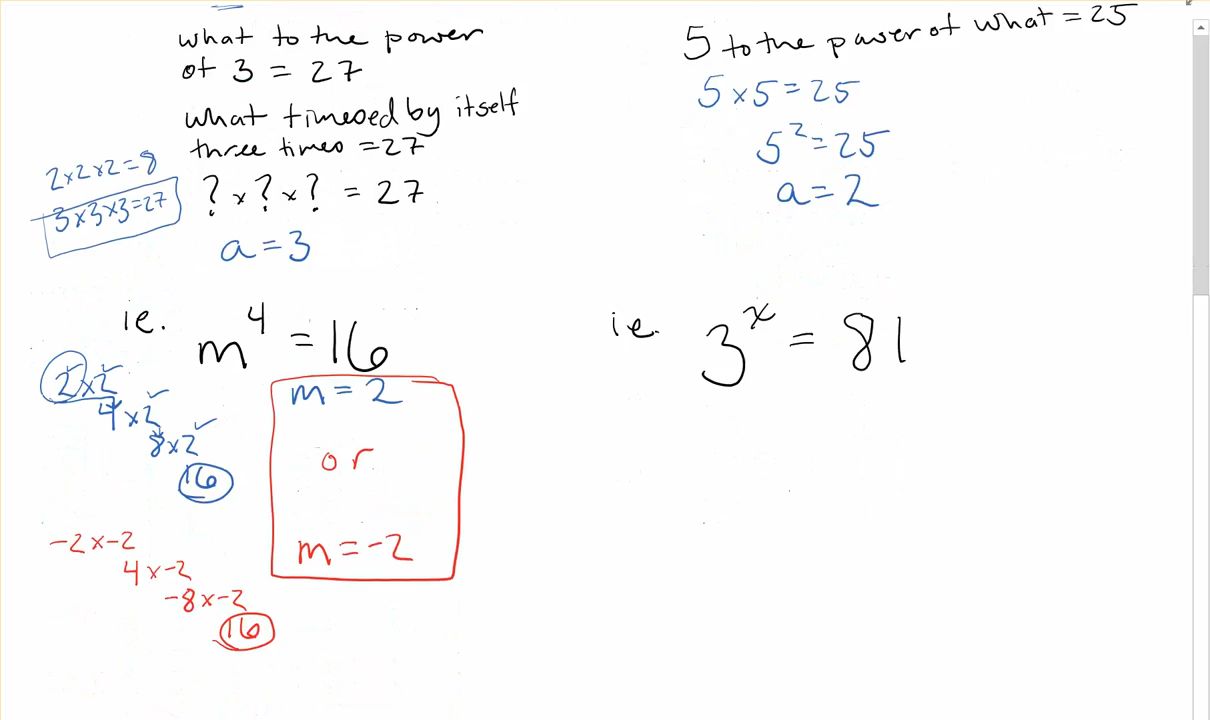 what to the power
of 3 = 27
what timesed by itself
three times = 27
2×2×2=8
3×3×3=27
? × ? × ? = 27
a = 3
5 to the power of what = 25
5×5=25
5²=25
a=2
ie. m⁴ = 16
2×2
4×2
8×2
16
m = 2
or
m = -2
-2×-2
4×-2
-8×-2
16
ie. 3ˣ = 81